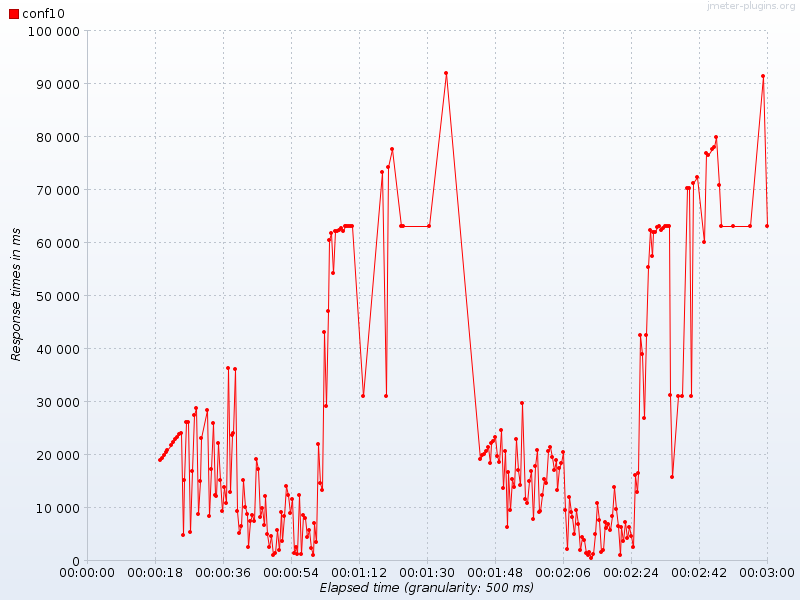 jmeter-plugins.org
conf10
100 000
90 000
80 000
70 000
60 000
50 000
40 000
30 000
20 000
10 000
0
Response times in ms
00:00:00 00:00:18 00:00:36 00:00:54 00:01:12 00:01:30 00:01:48 00:02:06 00:02:24 00:02:42 00:03:00
Elapsed time (granularity: 500 ms)